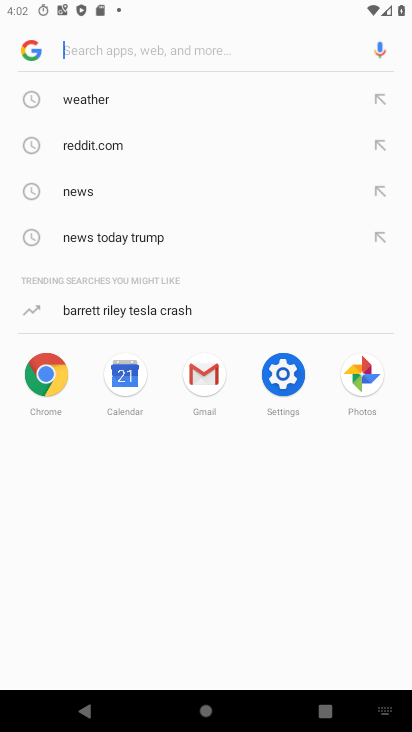 4:02
Search apps, web, and more...
weather
reddit.com
news
news today trump
TRENDING SEARCHES YOU MIGHT LIKE
barrett riley tesla crash
21
Chrome
Calendar
Gmail
Settings
Photos